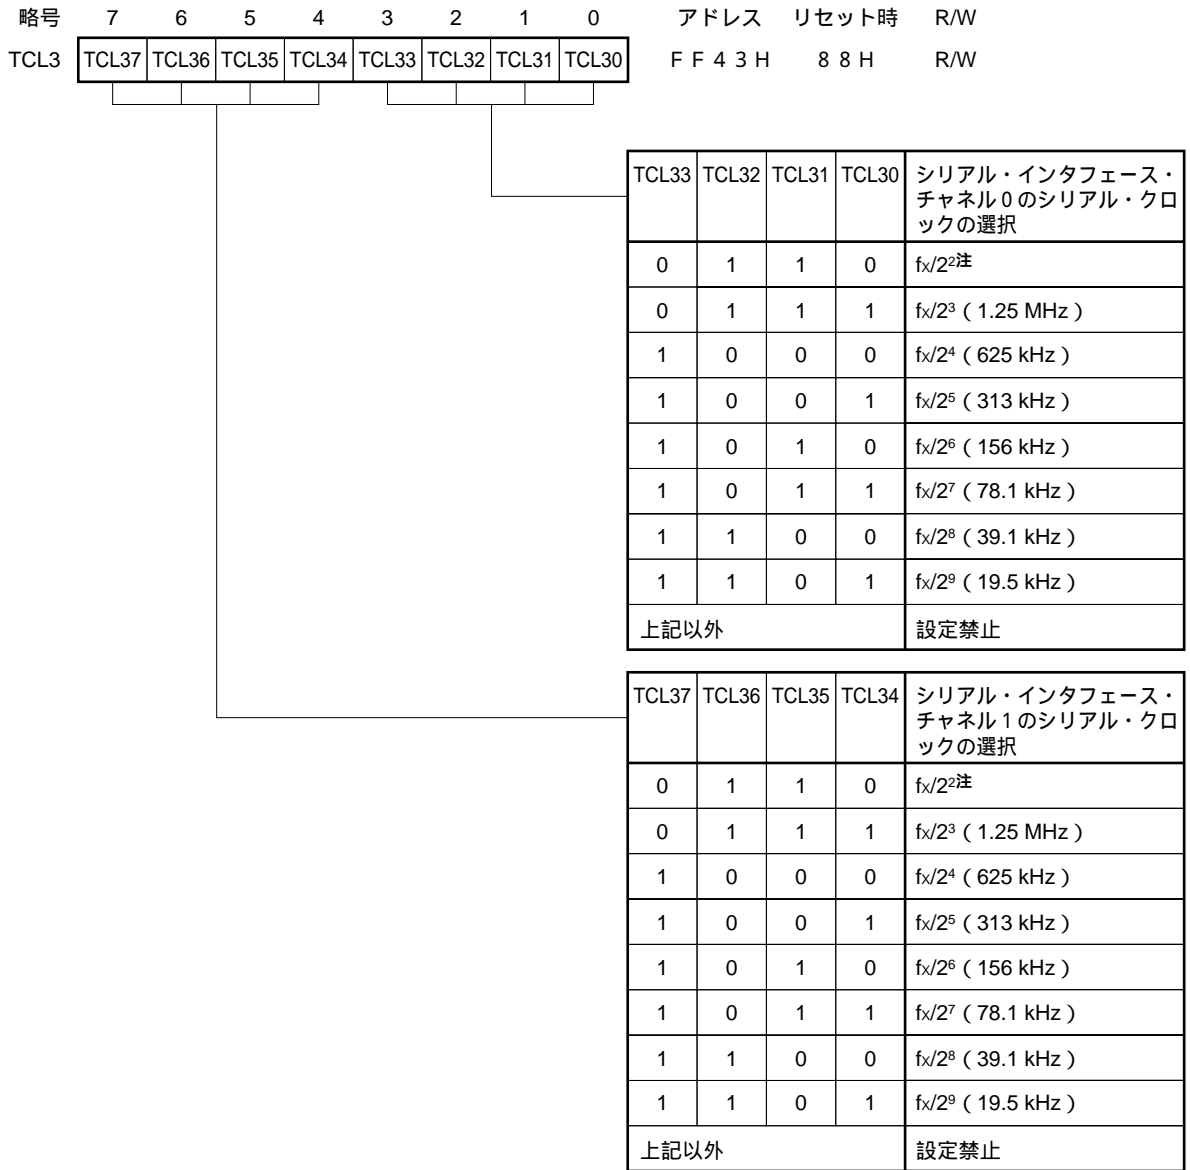 略号 7 6 5 4 3 2 1 0 アドレス リセット時 R/W
TCL3 TCL37 TCL36 TCL35 TCL34 TCL33 TCL32 TCL31 TCL30 FF43H 88H R/W
TCL33 TCL32 TCL31 TCL30 シリアル・インタフェース・
チャネル0のシリアル・クロ
ックの選択
0 1 1 0 fx/2²注
0 1 1 1 fx/2³（1.25 MHz）
1 0 0 0 fx/2⁴（625 kHz）
1 0 0 1 fx/2⁵（313 kHz）
1 0 1 0 fx/2⁶（156 kHz）
1 0 1 1 fx/2⁷（78.1 kHz）
1 1 0 0 fx/2⁸（39.1 kHz）
1 1 0 1 fx/2⁹（19.5 kHz）
上記以外 設定禁止
TCL37 TCL36 TCL35 TCL34 シリアル・インタフェース・
チャネル1のシリアル・クロ
ックの選択
0 1 1 0 fx/2²注
0 1 1 1 fx/2³（1.25 MHz）
1 0 0 0 fx/2⁴（625 kHz）
1 0 0 1 fx/2⁵（313 kHz）
1 0 1 0 fx/2⁶（156 kHz）
1 0 1 1 fx/2⁷（78.1 kHz）
1 1 0 0 fx/2⁸（39.1 kHz）
1 1 0 1 fx/2⁹（19.5 kHz）
上記以外 設定禁止